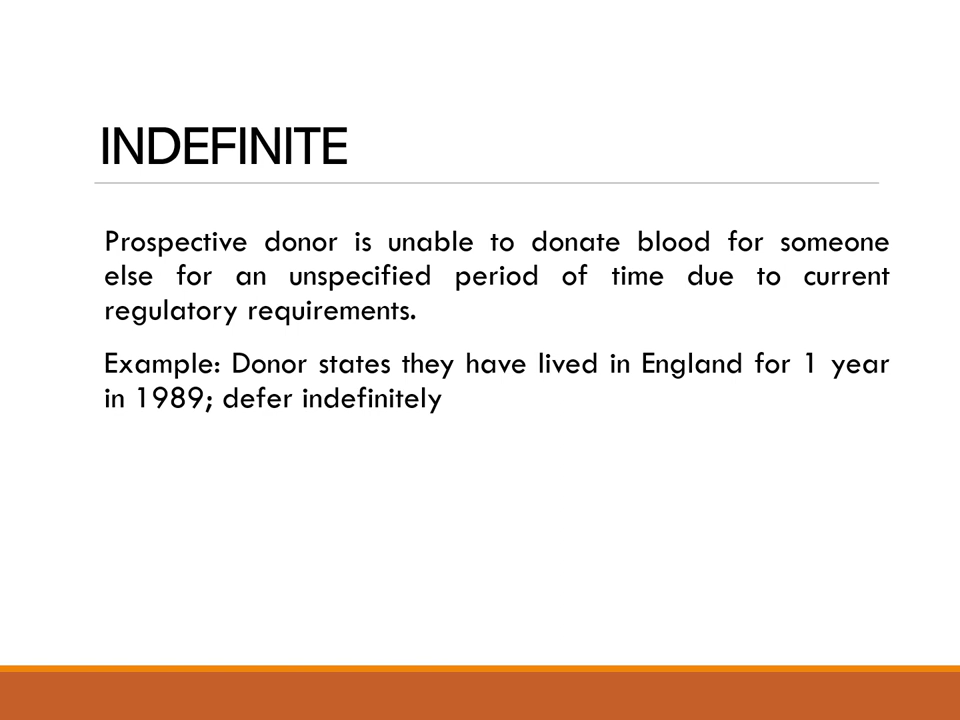 INDEFINITE
Prospective donor is unable to donate blood for someone
else for an unspecified period of time due to current
regulatory requirements.
Example: Donor states they have lived in England for 1 year
in 1989; defer indefinitely